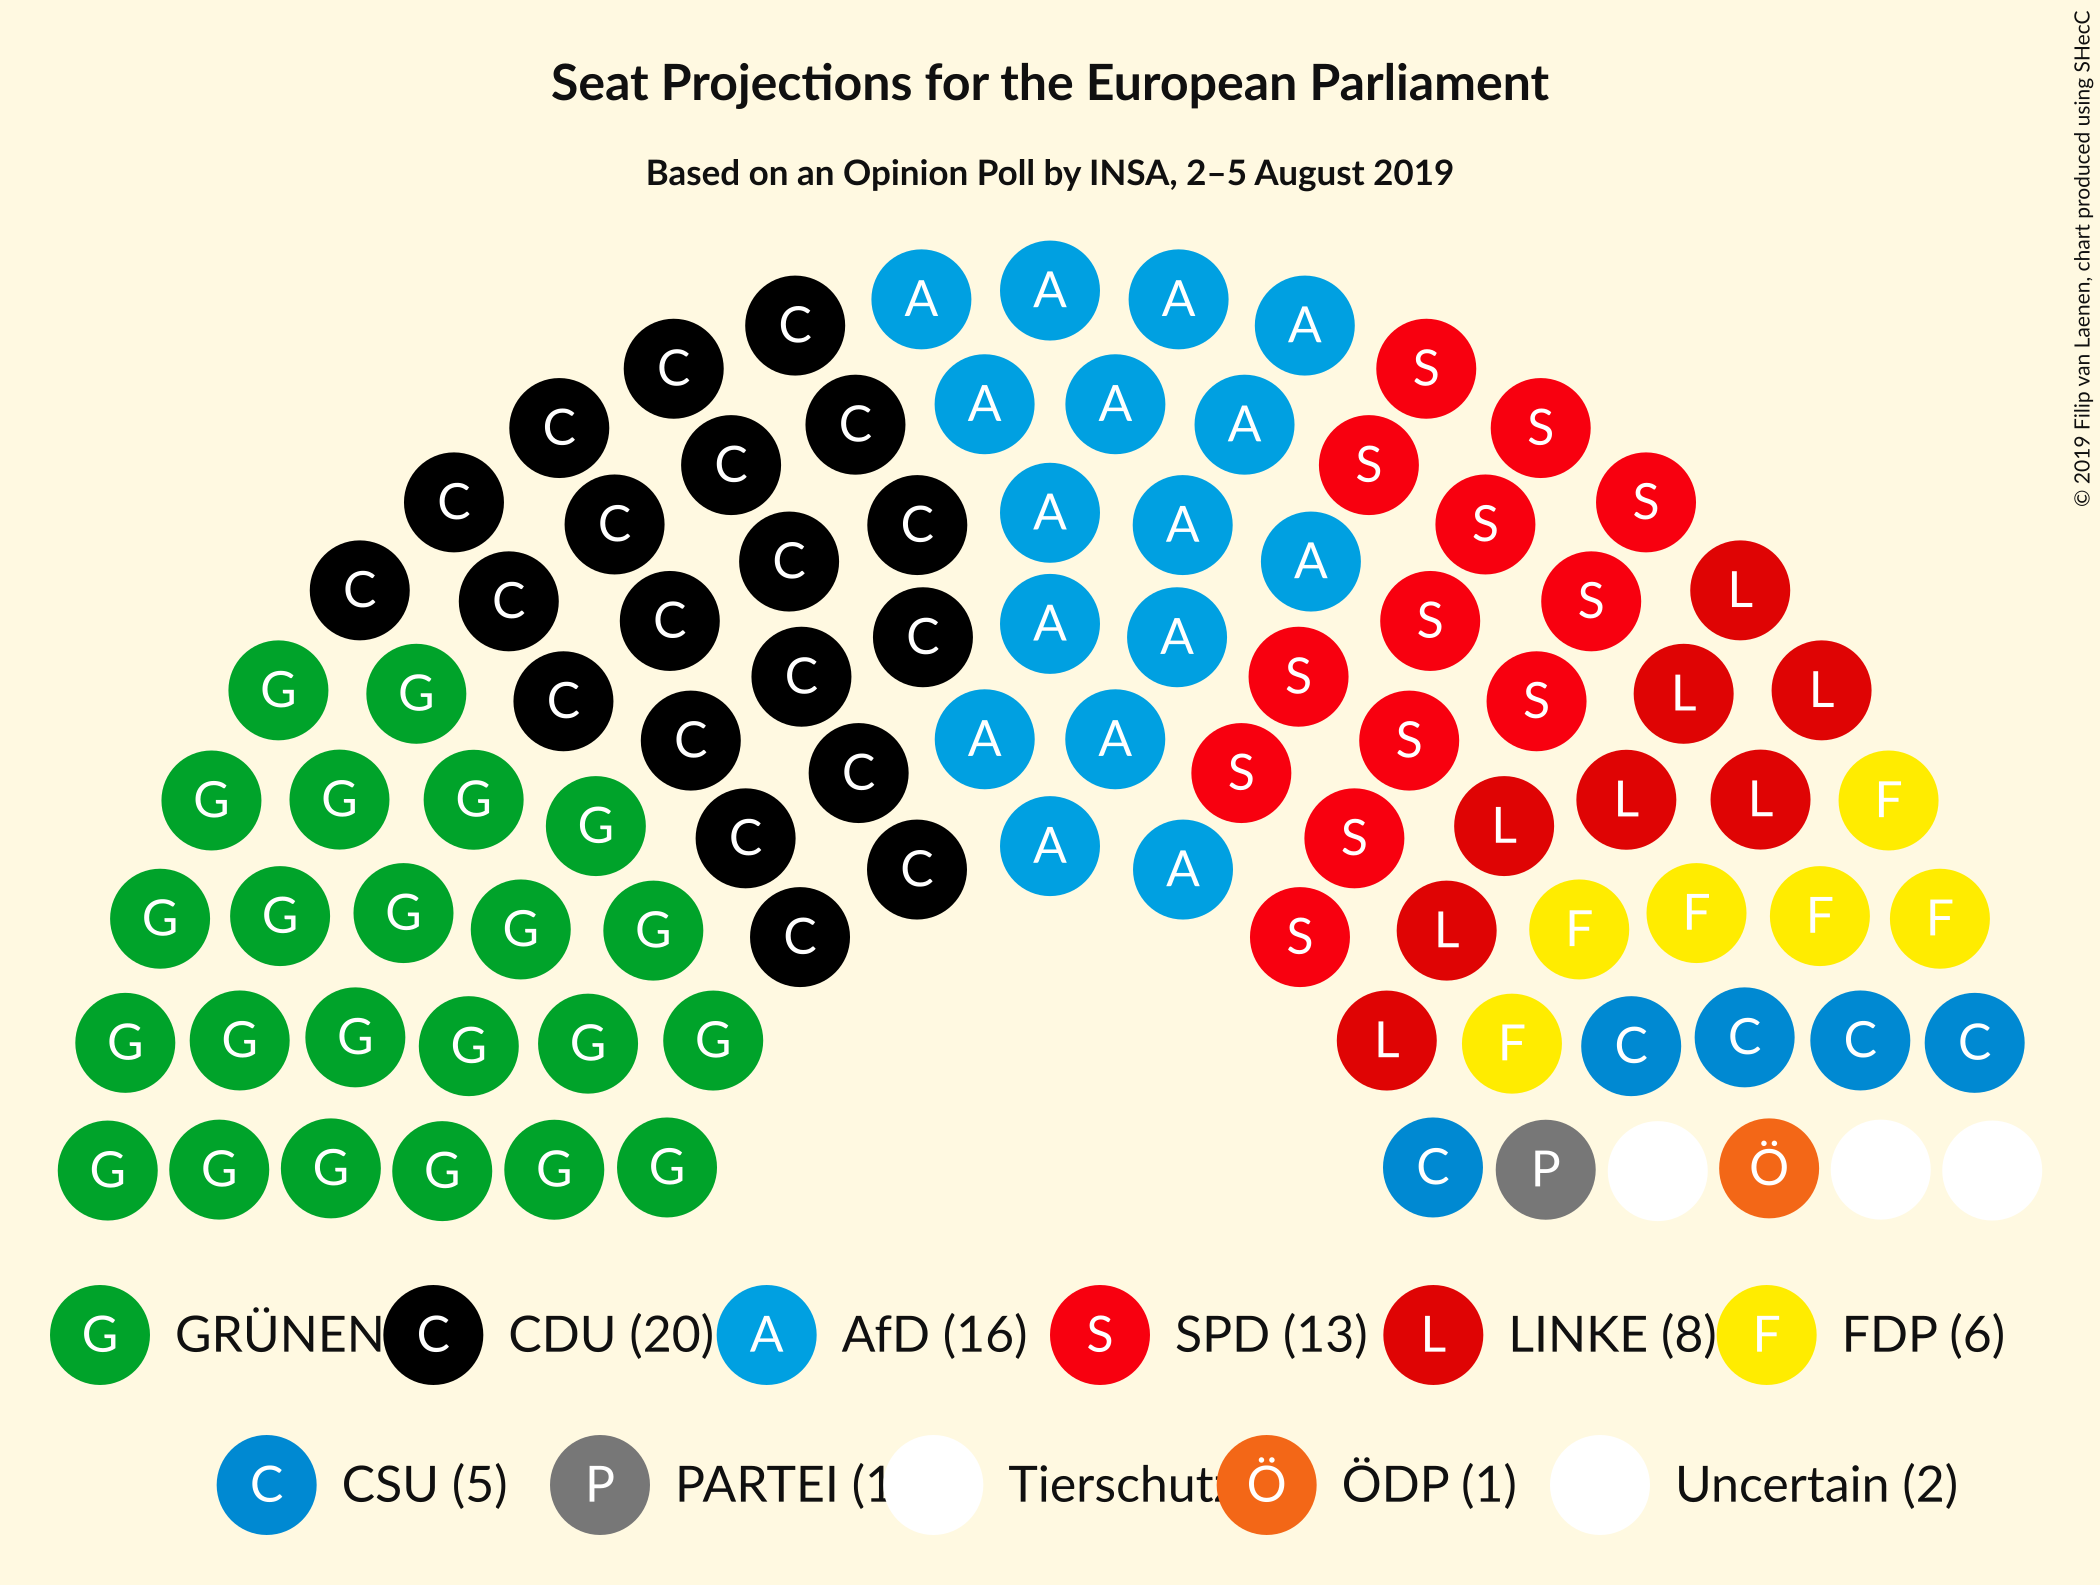 Seat Projections for the European Parliament
Based on an Opinion Poll by INSA, 2–5 August 2019
© 2019 Filip van Laenen, chart produced using SHecC
C A A A A
C C C A A A S S
C C C C A A S S S
C C C C C A A A S S L
G G C C C A A S S S L L
G G G G C C A S S L L L F
G G G G G C C A S L F F F F
G G G G G G L F C C C C
G G G G G G C P Ö
G GRÜNEN C CDU (20) A AfD (16) S SPD (13) L LINKE (8) F FDP (6)
C CSU (5) P PARTEI (1 Tierschut Ö ÖDP (1) Uncertain (2)